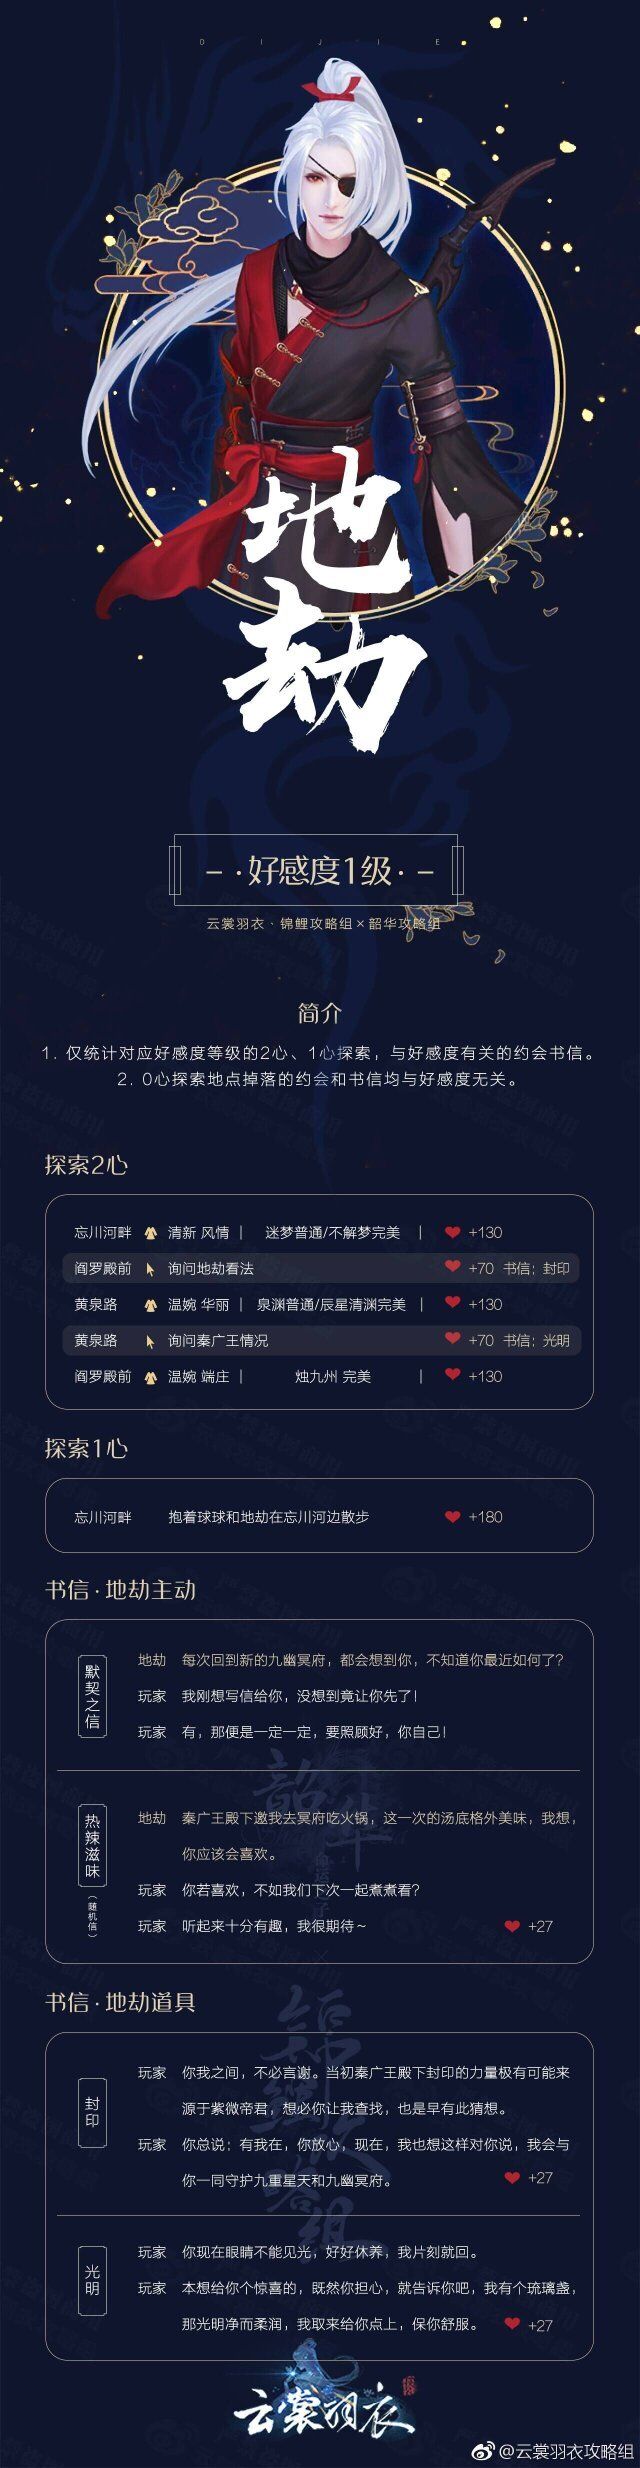 DIJIE
地劫
- · 好感度1级 · -
云裳羽衣 · 锦鲤攻略组×韶华攻略组
简介
1. 仅统计对应好感度等级的2心、1心探索，与好感度有关的约会书信。
2. 0心探索地点掉落的约会和书信均与好感度无关。
探索2心
忘川河畔 清新 风情 | 迷梦普通/不解梦完美 | +130
阎罗殿前 询问地劫看法 +70 书信：封印
黄泉路 温婉 华丽 | 泉渊普通/辰星清渊完美 | +130
黄泉路 询问秦广王情况 +70 书信：光明
阎罗殿前 温婉 端庄 | 烛九州 完美 | +130
探索1心
忘川河畔 抱着球球和地劫在忘川河边散步 +180
书信 · 地劫主动
默契之信
地劫 每次回到新的九幽冥府，都会想到你，不知道你最近如何了？
玩家 我刚想写信给你，没想到竟让你先了！
玩家 有，那便是一定一定，要照顾好，你自己！
热辣滋味（随机信）
地劫 秦广王殿下邀我去冥府吃火锅，这一次的汤底格外美味，我想，
你应该会喜欢。
玩家 你若喜欢，不如我们下次一起煮煮看？
玩家 听起来十分有趣，我很期待～ +27
书信 · 地劫道具
封印
玩家 你我之间，不必言谢。当初秦广王殿下封印的力量极有可能来
源于紫微帝君，想必你让我查找，也是早有此猜想。
玩家 你总说：有我在，你放心，现在，我也想这样对你说，我会与
你一同守护九重星天和九幽冥府。 +27
光明
玩家 你现在眼睛不能见光，好好休养，我片刻就回。
玩家 本想给你个惊喜的，既然你担心，就告诉你吧，我有个琉璃盏，
那光明净而柔润，我取来给你点上，保你舒服。 +27
云裳羽衣
@云裳羽衣攻略组